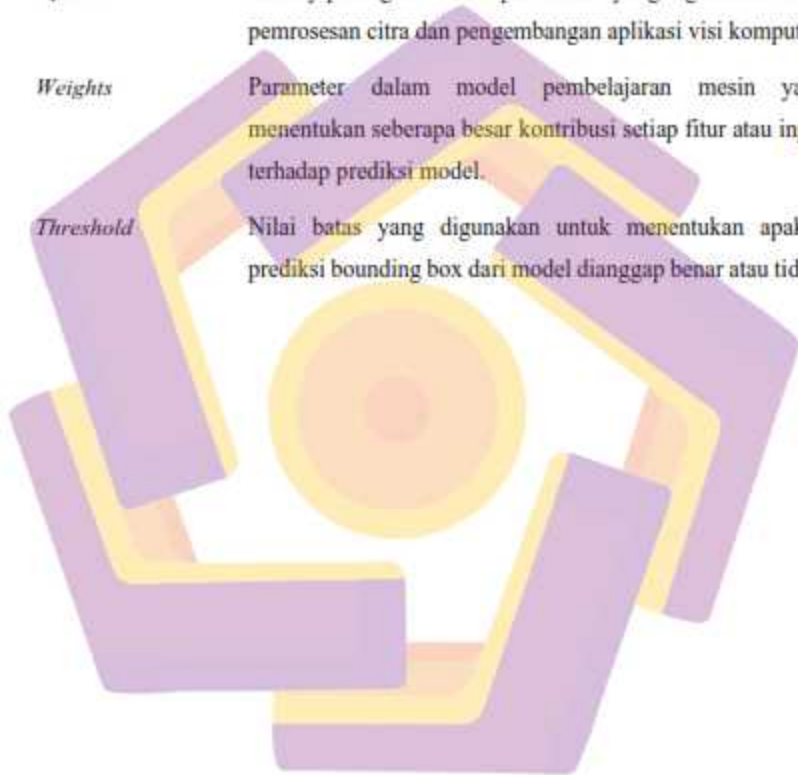 pemrosesan citra dan pengembangan aplikasi visi komput
Weights Parameter dalam model pembelajaran mesin ya
menentukan seberapa besar kontribusi setiap fitur atau in
terhadap prediksi model.
Threshold Nilai batas yang digunakan untuk menentukan apak
prediksi bounding box dari model dianggap benar atau tid